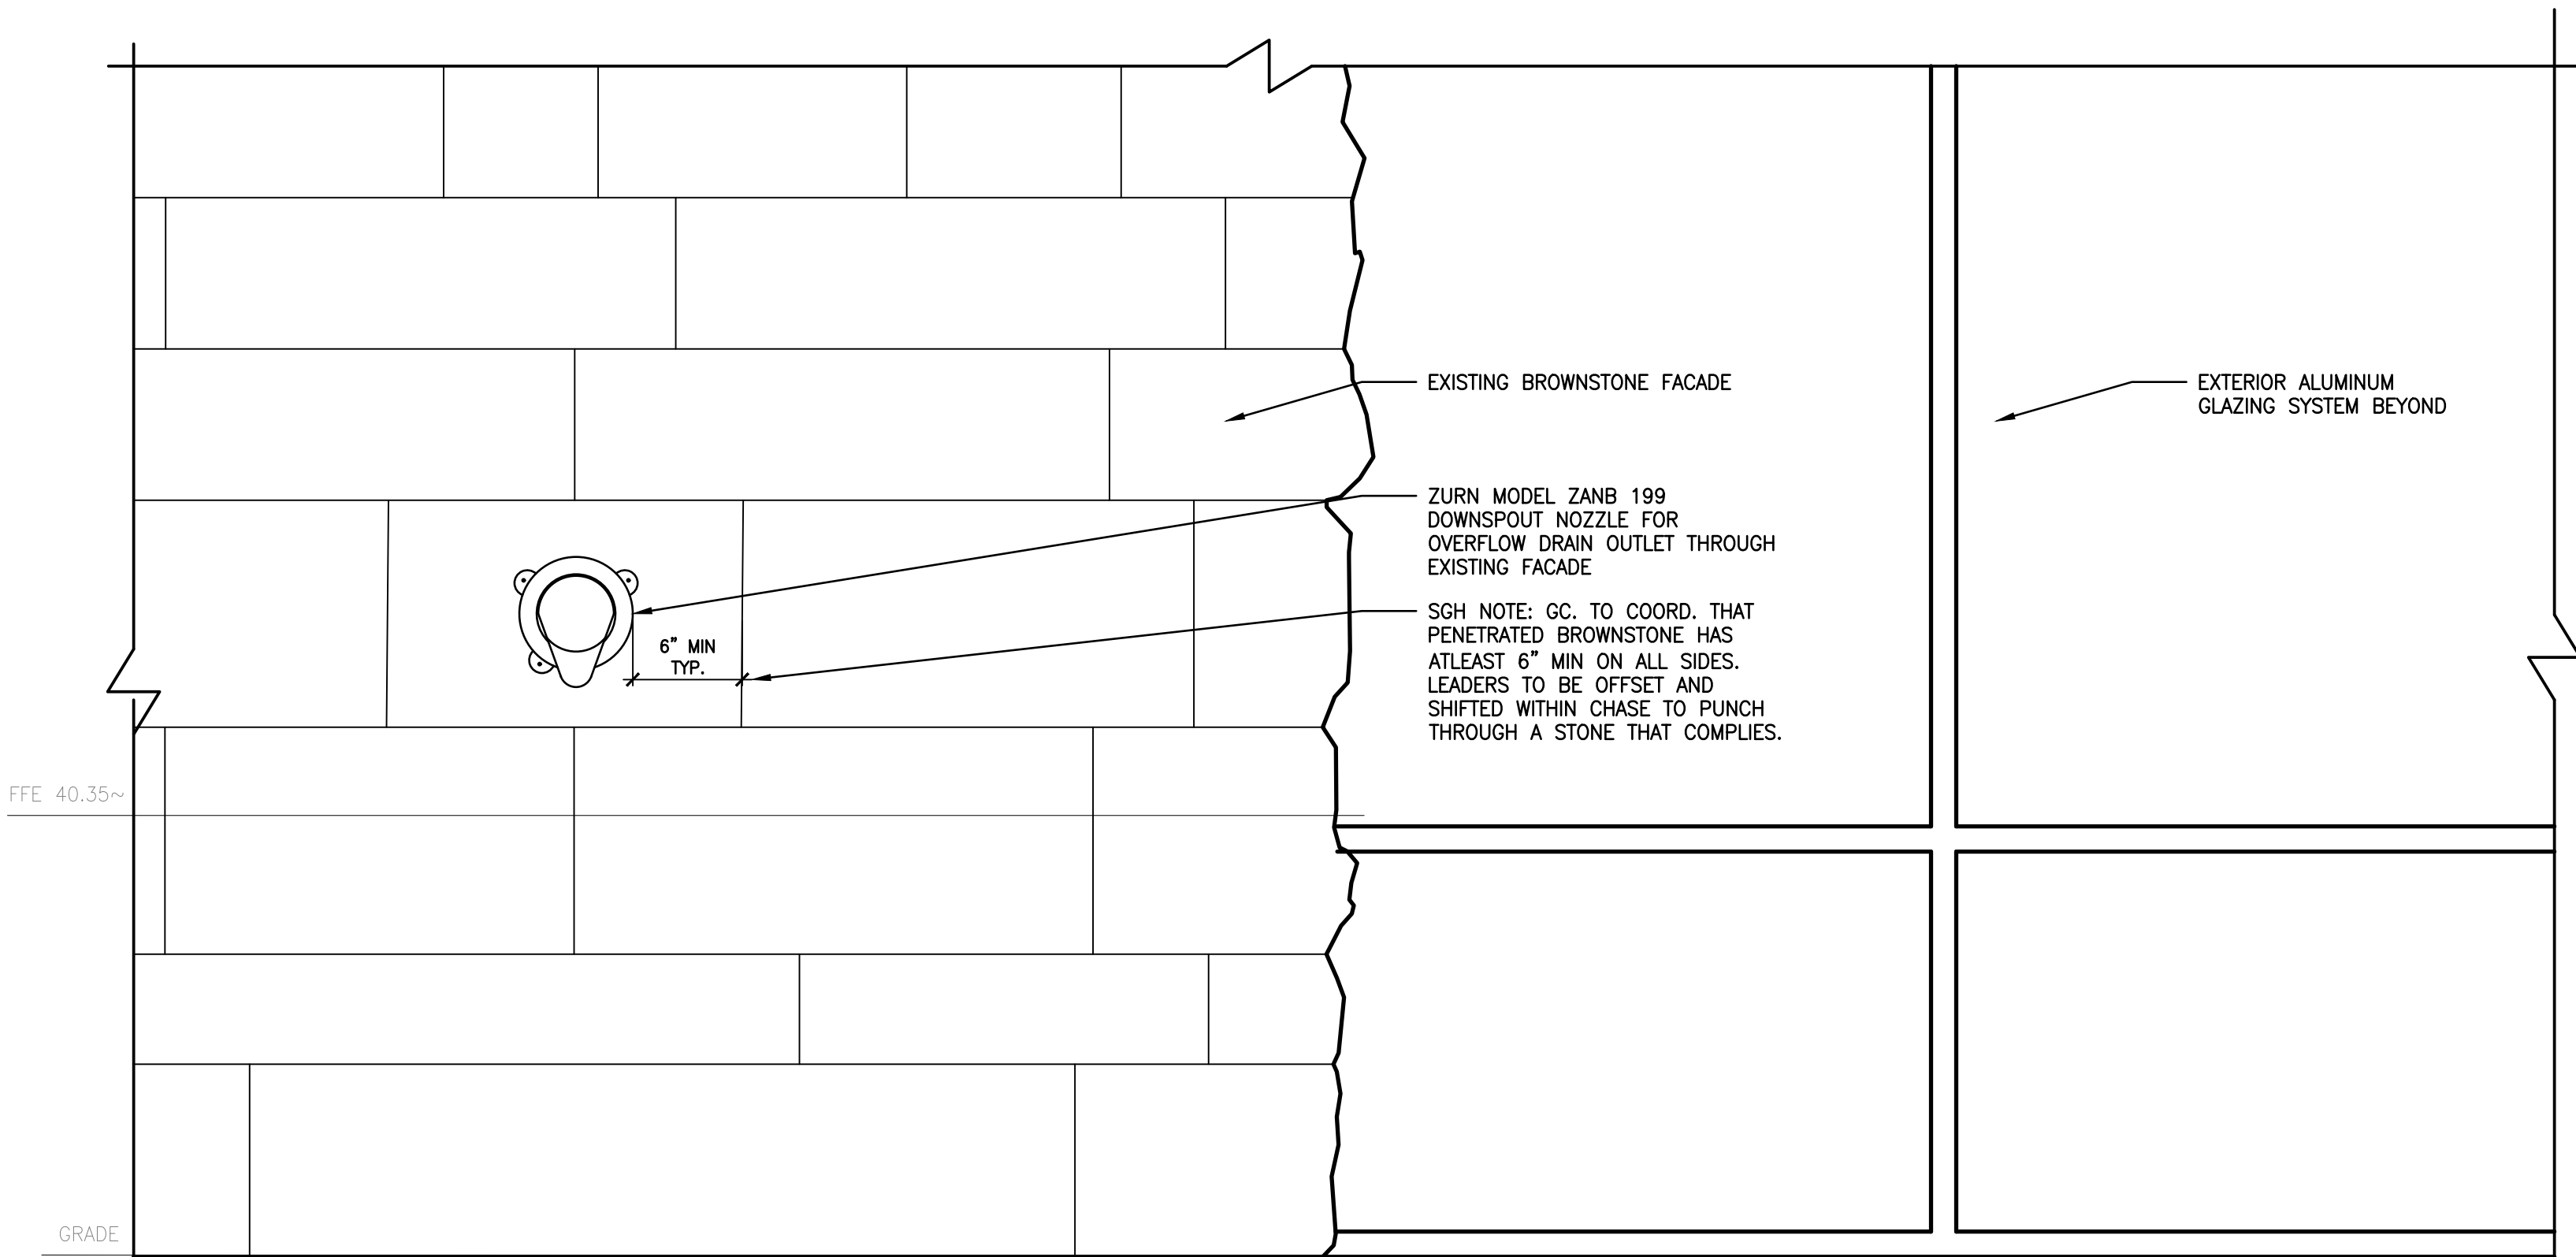 EXISTING BROWNSTONE FACADE
EXTERIOR ALUMINUM
GLAZING SYSTEM BEYOND
ZURN MODEL ZANB 199
DOWNSPOUT NOZZLE FOR
OVERFLOW DRAIN OUTLET THROUGH
EXISTING FACADE
SGH NOTE: GC. TO COORD. THAT
PENETRATED BROWNSTONE HAS
ATLEAST 6" MIN ON ALL SIDES.
LEADERS TO BE OFFSET AND
SHIFTED WITHIN CHASE TO PUNCH
THROUGH A STONE THAT COMPLIES.
6" MIN
TYP.
FFE 40.35~
GRADE